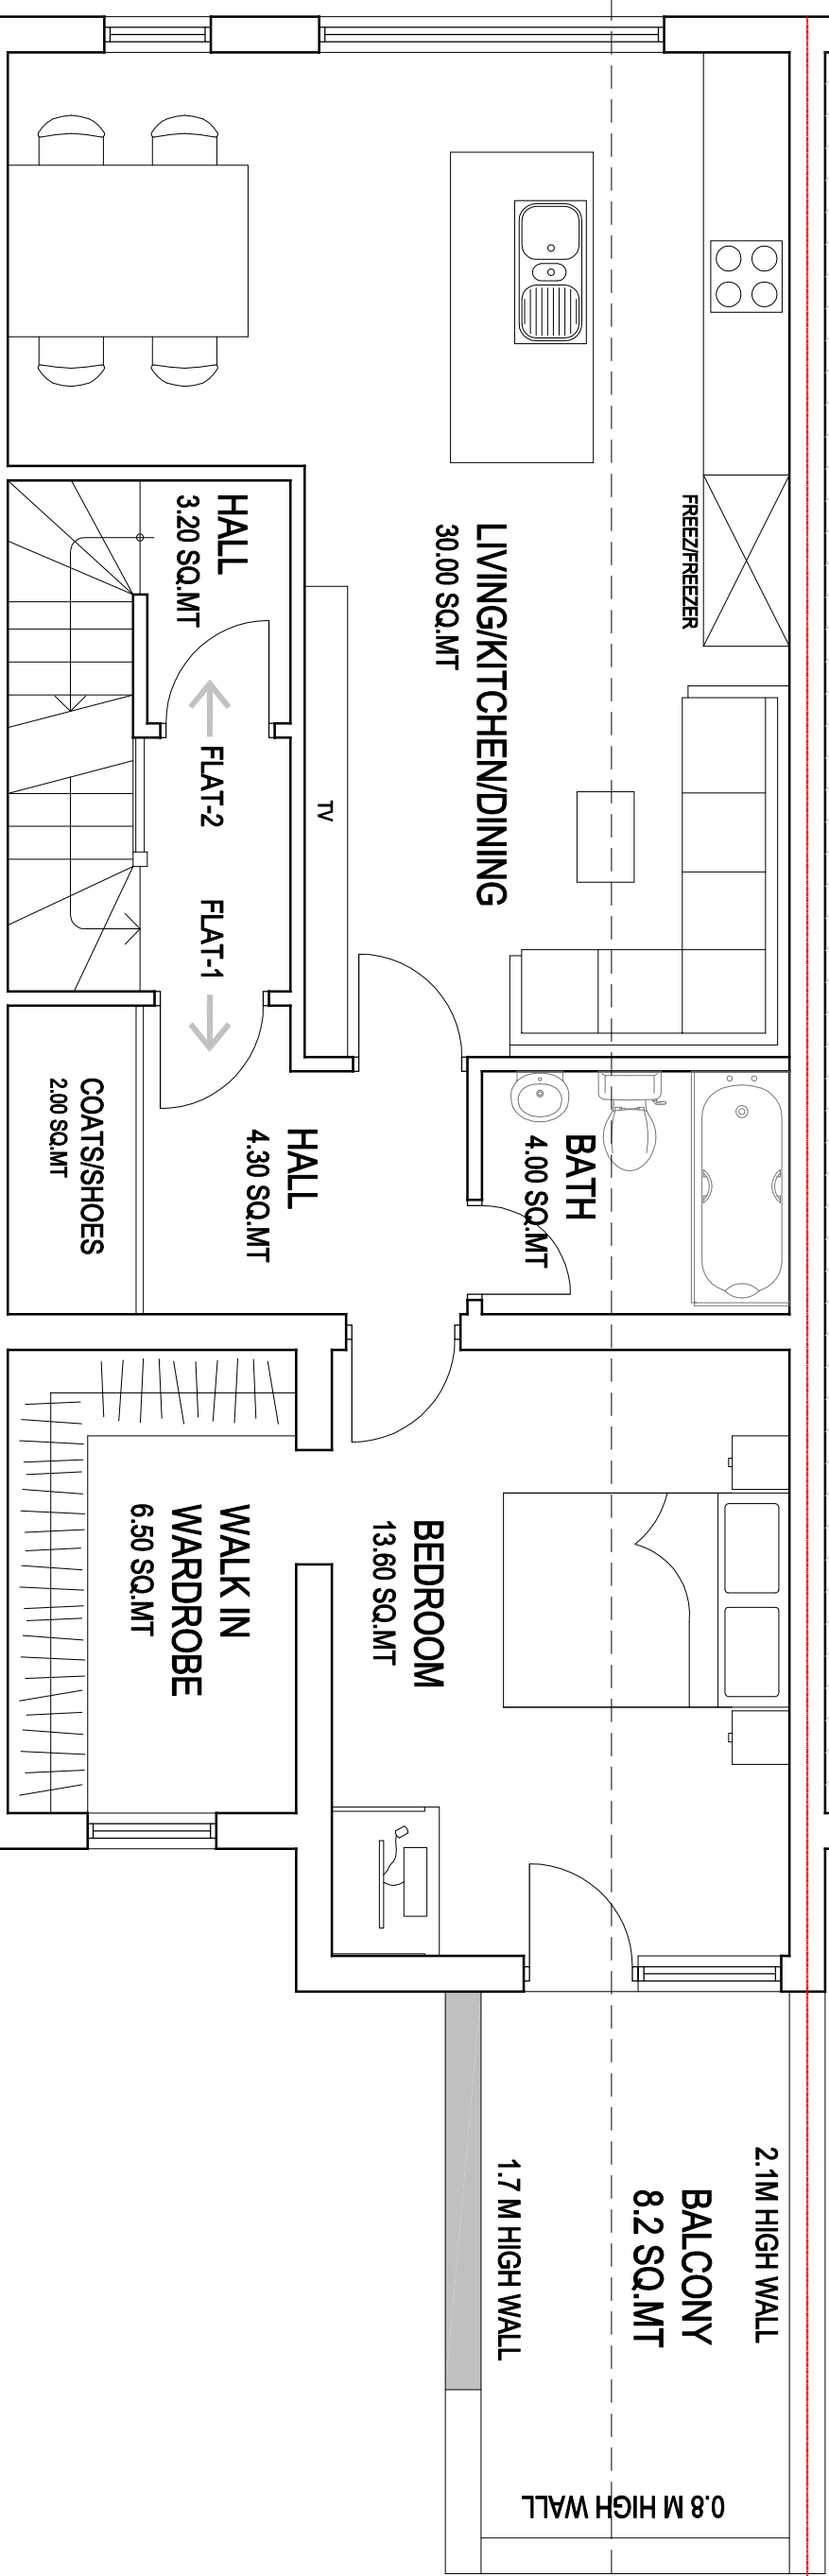 FREEZ/FREEZER
LIVING/KITCHEN/DINING
30.00 SQ.MT
HALL
3.20 SQ.MT
TV
FLAT-2
FLAT-1
BATH
4.00 SQ.MT
HALL
4.30 SQ.MT
COATS/SHOES
2.00 SQ.MT
BEDROOM
13.60 SQ.MT
WALK IN
WARDROBE
6.50 SQ.MT
2.1M HIGH WALL
BALCONY
8.2 SQ.MT
1.7 M HIGH WALL
0.8 M HIGH WALL